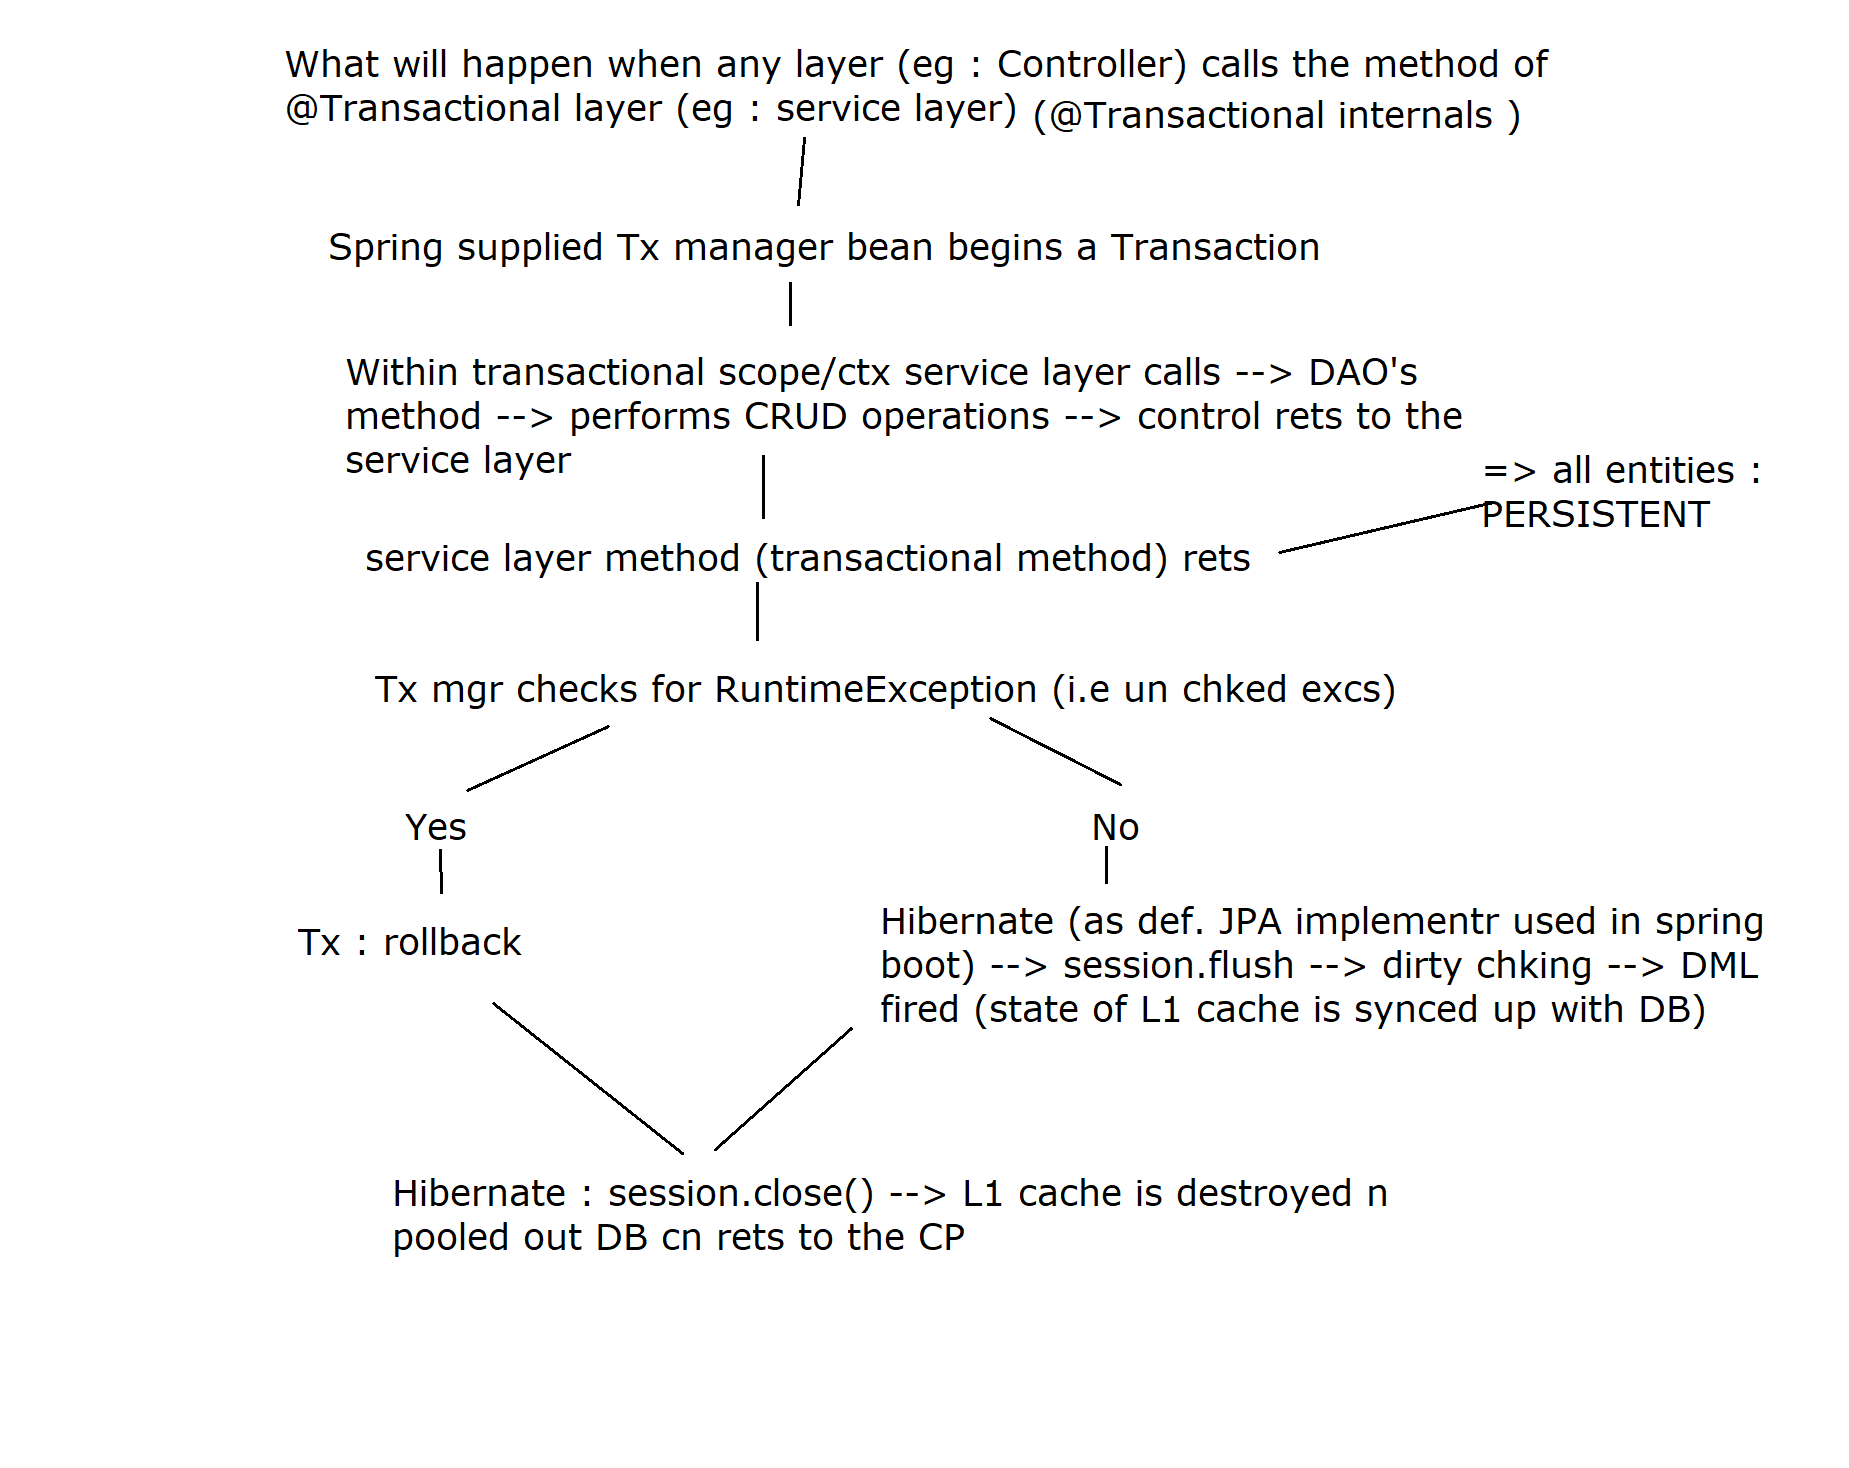 What will happen when any layer (eg : Controller) calls the method of
@Transactional layer (eg : service layer) (@Transactional internals )
Spring supplied Tx manager bean begins a Transaction
Within transactional scope/ctx service layer calls --> DAO's
method --> performs CRUD operations --> control rets to the
service layer
=> all entities :
PERSISTENT
service layer method (transactional method) rets
Tx mgr checks for RuntimeException (i.e un chked excs)
Yes
No
Tx : rollback
Hibernate (as def. JPA implementr used in spring
boot) --> session.flush --> dirty chking --> DML
fired (state of L1 cache is synced up with DB)
Hibernate : session.close() --> L1 cache is destroyed n
pooled out DB cn rets to the CP